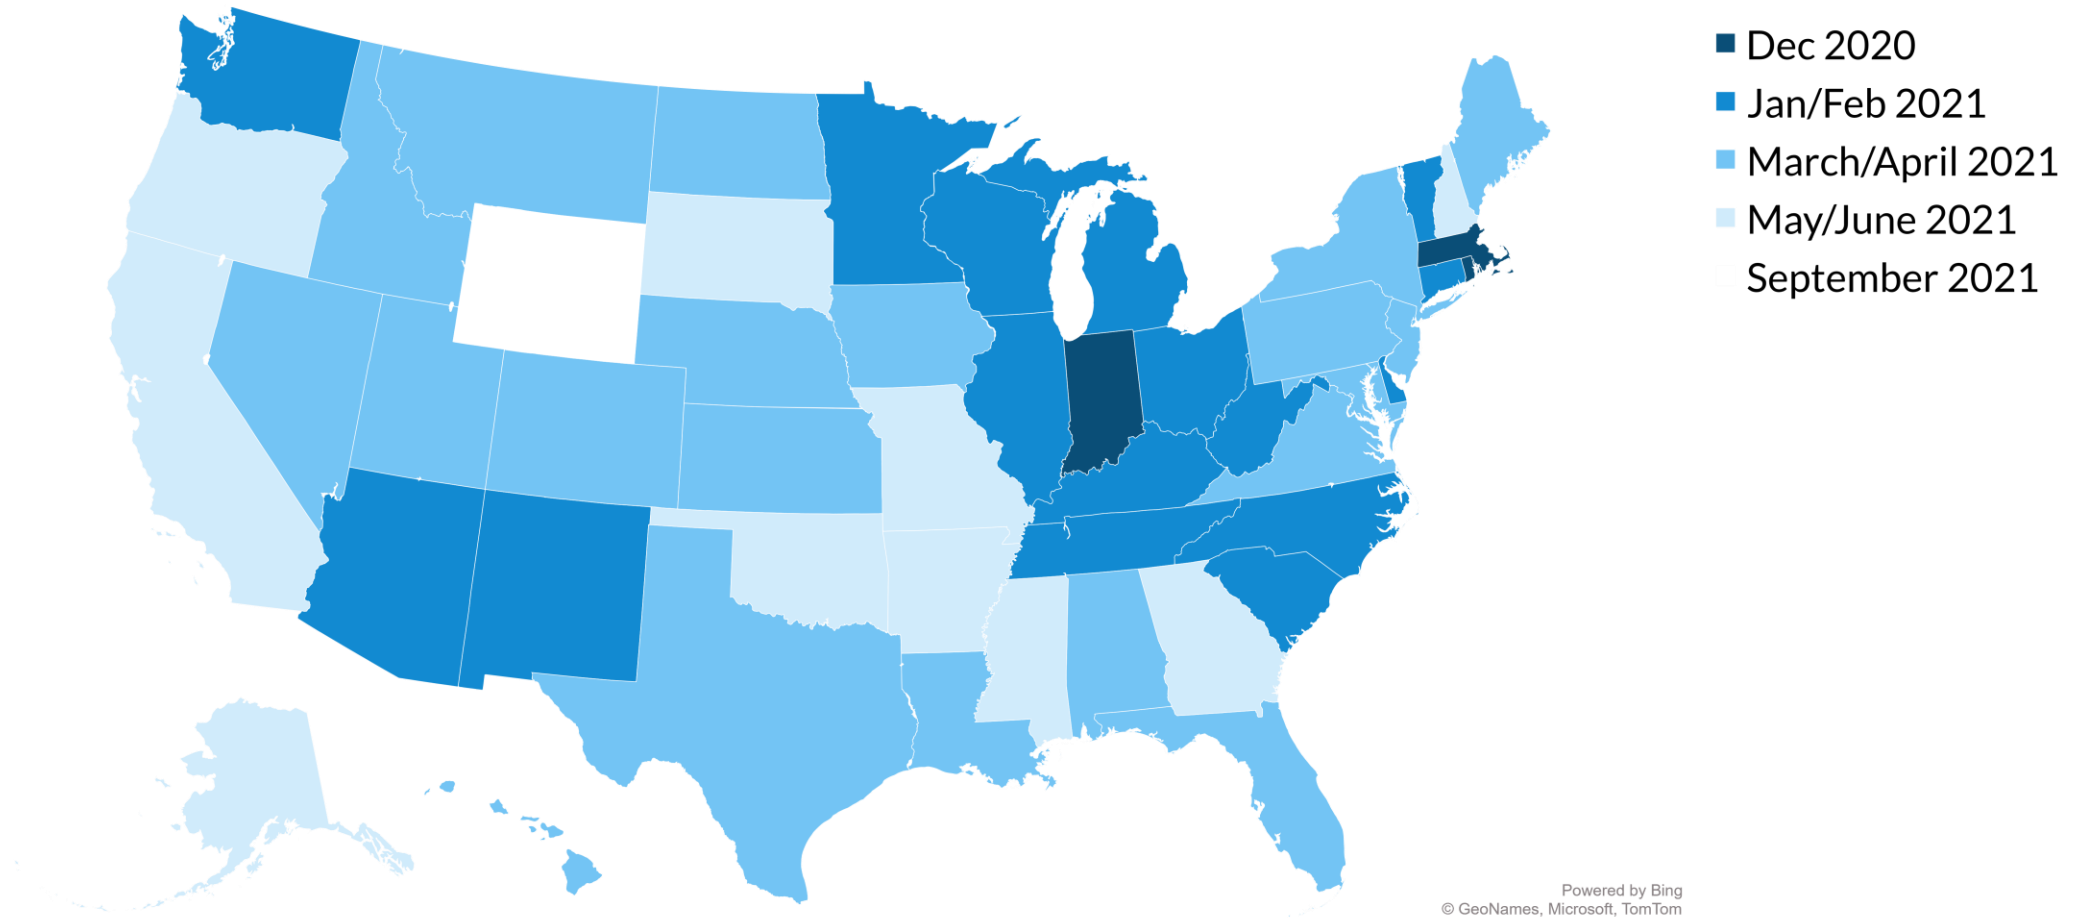 Dec 2020
Jan/Feb 2021
March/April 2021
May/June 2021
September 2021
Powered by Bing
© GeoNames, Microsoft, TomTom